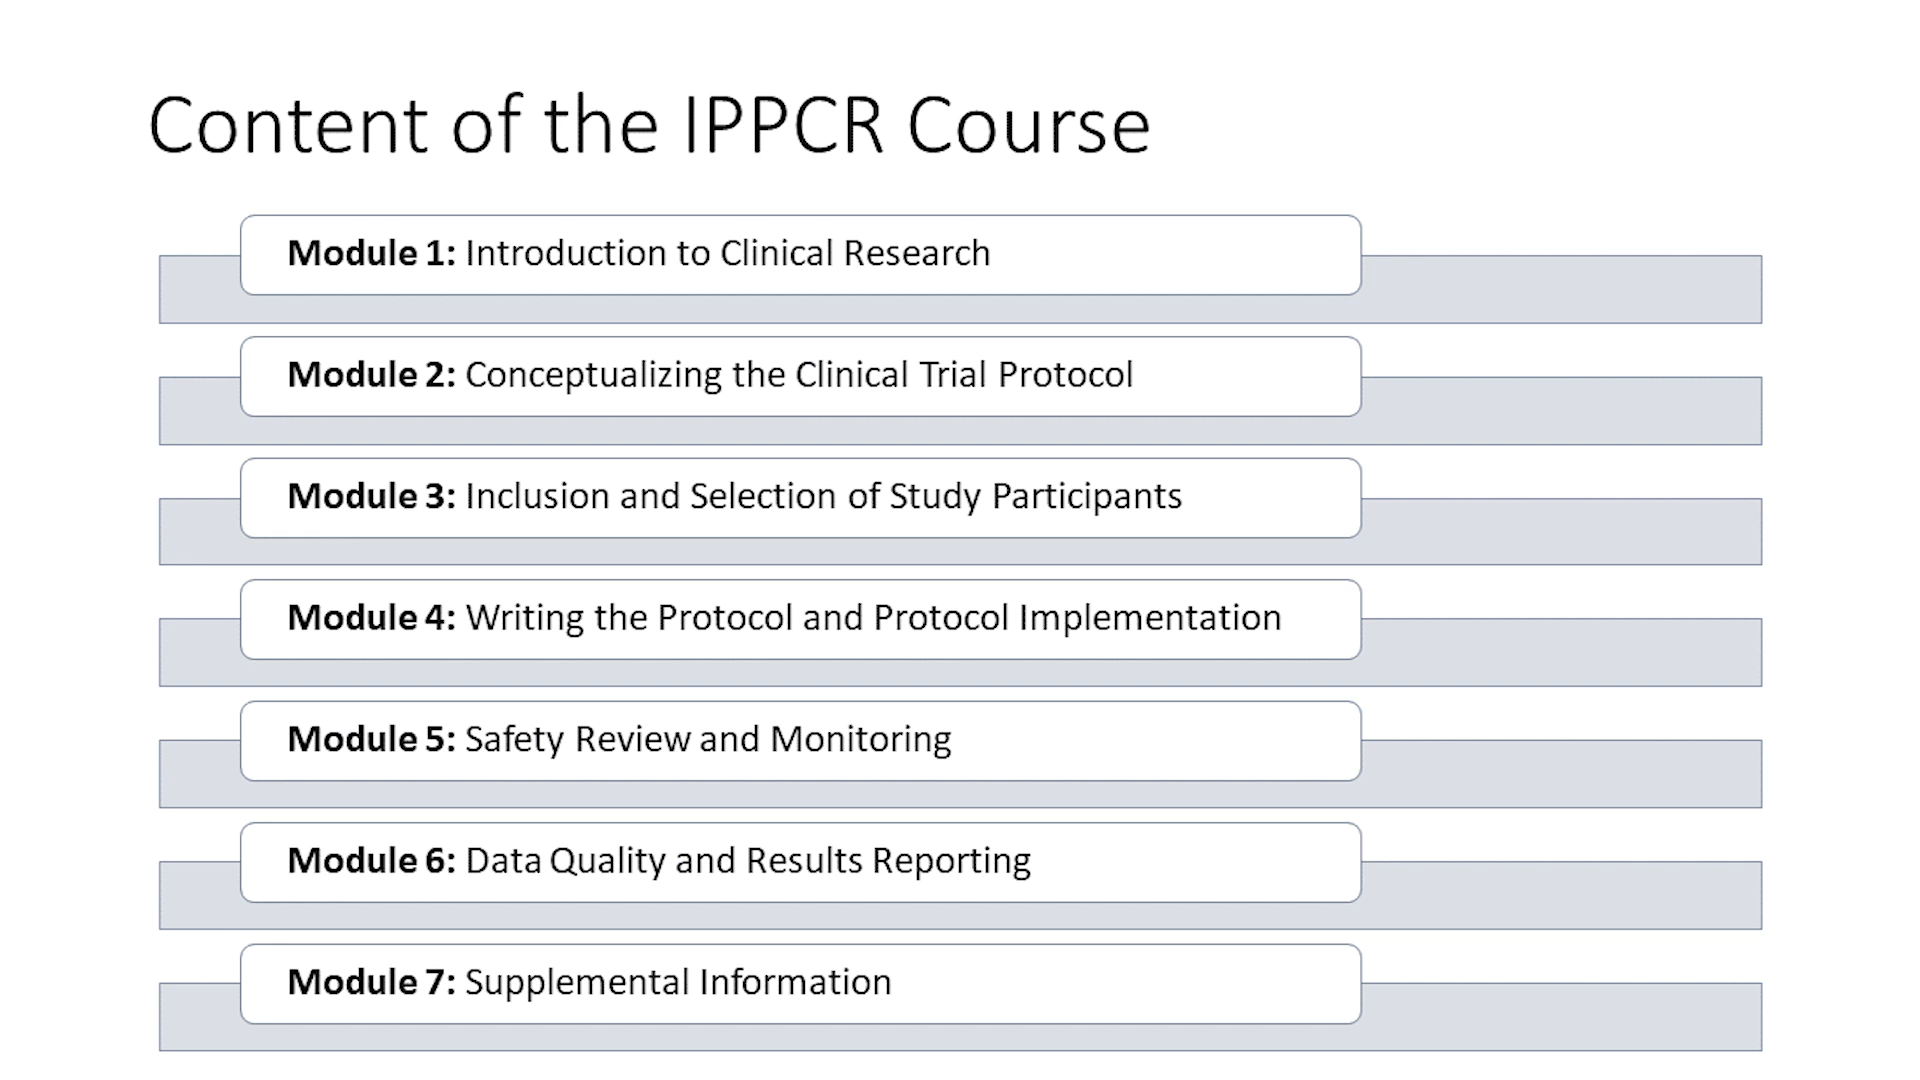 Content of the IPPCR Course
Module 1: Introduction to Clinical Research
Module 2: Conceptualizing the Clinical Trial Protocol
Module 3: Inclusion and Selection of Study Participants
Module 4: Writing the Protocol and Protocol Implementation
Module 5: Safety Review and Monitoring
Module 6: Data Quality and Results Reporting
Module 7: Supplemental Information